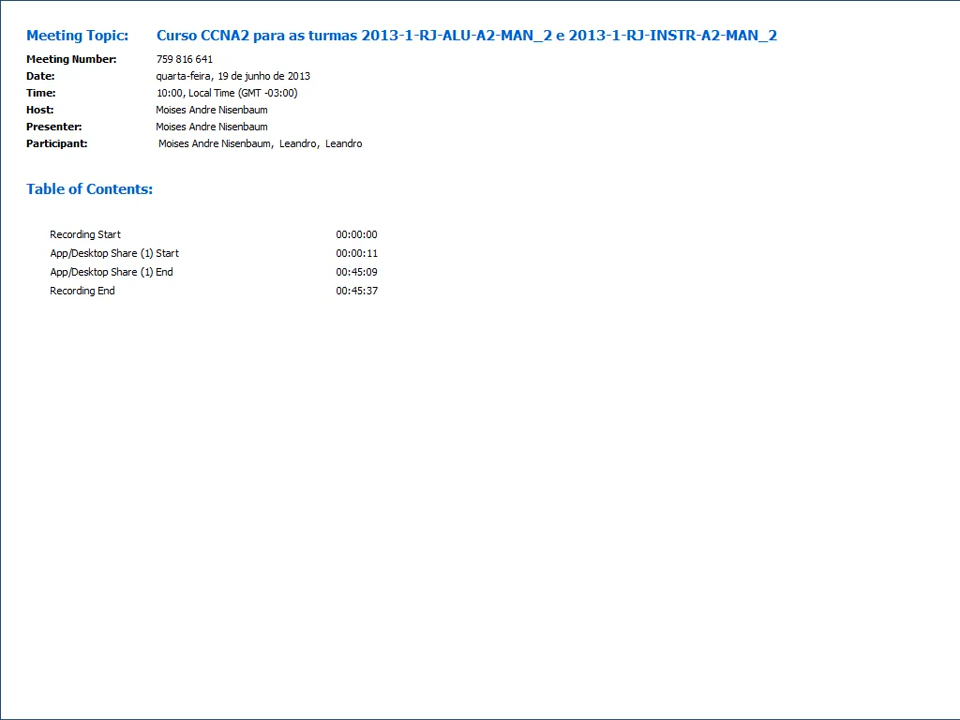 Meeting Topic: Curso CCNA2 para as turmas 2013-1-RJ-ALU-A2-MAN_2 e 2013-1-RJ-INSTR-A2-MAN_2
Meeting Number: 759 816 641
Date: quarta-feira, 19 de junho de 2013
Time: 10:00, Local Time (GMT -03:00)
Host: Moises Andre Nisenbaum
Presenter: Moises Andre Nisenbaum
Participant: Moises Andre Nisenbaum, Leandro, Leandro
Table of Contents:
Recording Start 00:00:00
App/Desktop Share (1) Start 00:00:11
App/Desktop Share (1) End 00:45:09
Recording End 00:45:37